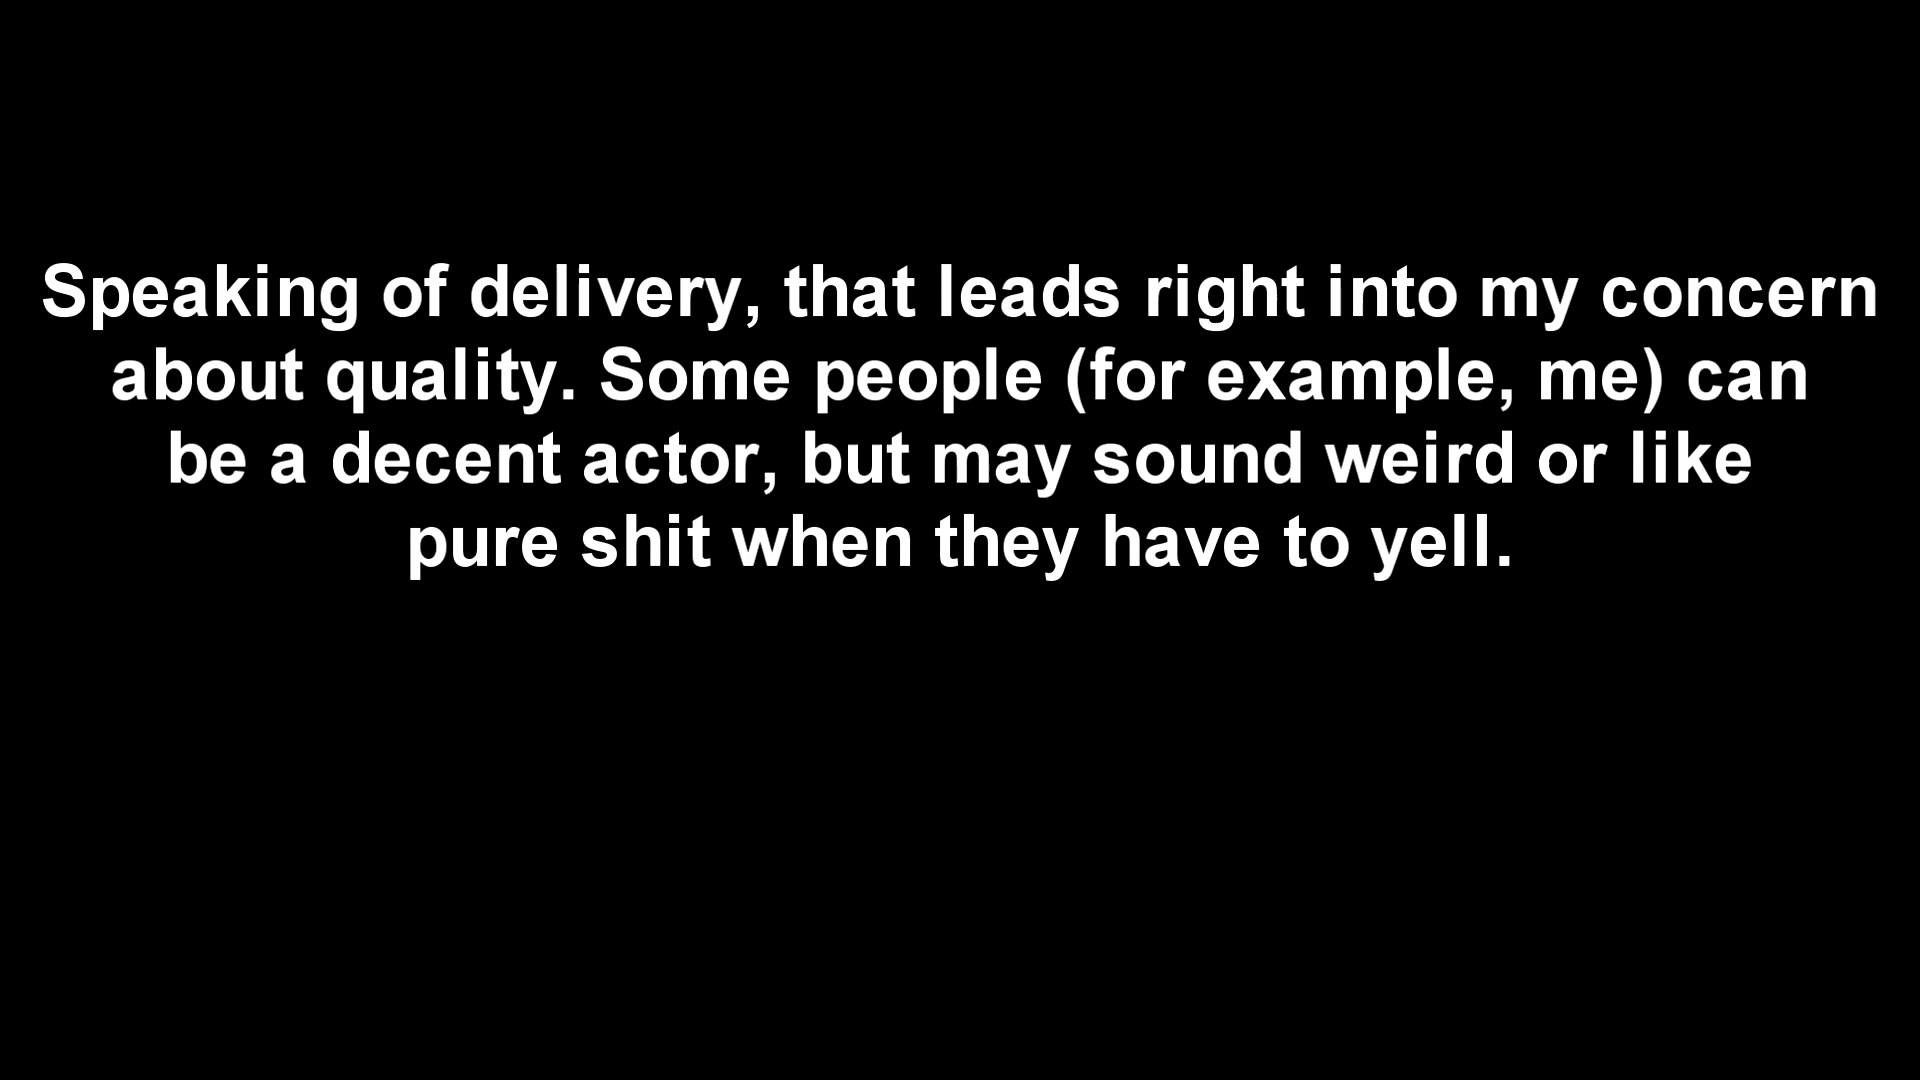 Speaking of delivery, that leads right into my concern
about quality. Some people (for example, me) can
be a decent actor, but may sound weird or like
pure shit when they have to yell.